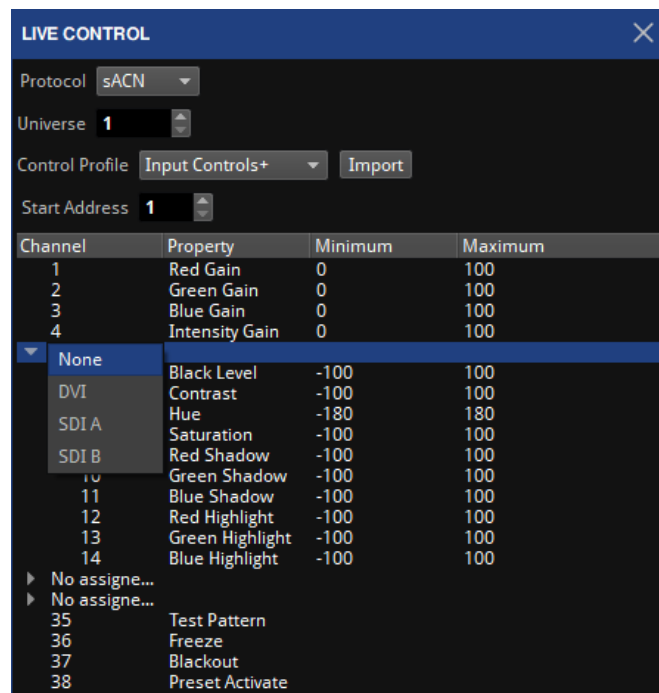 LIVE CONTROL
Protocol sACN
Universe 1
Control Profile Input Controls+ Import
Start Address 1
Channel Property Minimum Maximum
1 Red Gain 0 100
2 Green Gain 0 100
3 Blue Gain 0 100
4 Intensity Gain 0 100
None
Black Level -100 100
DVI Contrast -100 100
Hue -180 180
SDI A
Saturation -100 100
SDI B Red Shadow -100 100
10 Green Shadow -100 100
11 Blue Shadow -100 100
12 Red Highlight -100 100
13 Green Highlight -100 100
14 Blue Highlight -100 100
No assigne...
No assigne...
35 Test Pattern
36 Freeze
37 Blackout
38 Preset Activate